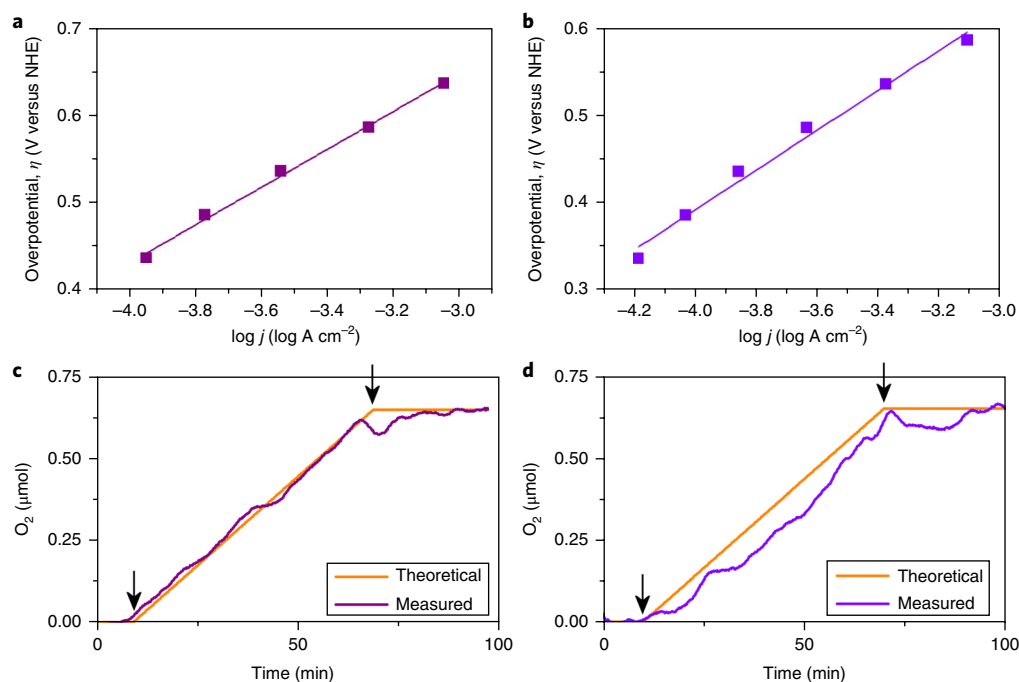 a
0.7
0.6
0.5
0.4
Overpotential, η (V versus NHE)
−4.0 −3.8 −3.6 −3.4 −3.2 −3.0
log j (log A cm⁻²)
b
0.6
0.5
0.4
0.3
Overpotential, η (V versus NHE)
−4.2 −4.0 −3.8 −3.6 −3.4 −3.2 −3.0
log j (log A cm⁻²)
c
0.75
0.50
0.25
0.00
O₂ (μmol)
Theoretical
Measured
0 50 100
Time (min)
d
0.75
0.50
0.25
0.00
O₂ (μmol)
Theoretical
Measured
0 25 50 75 100
Time (min)